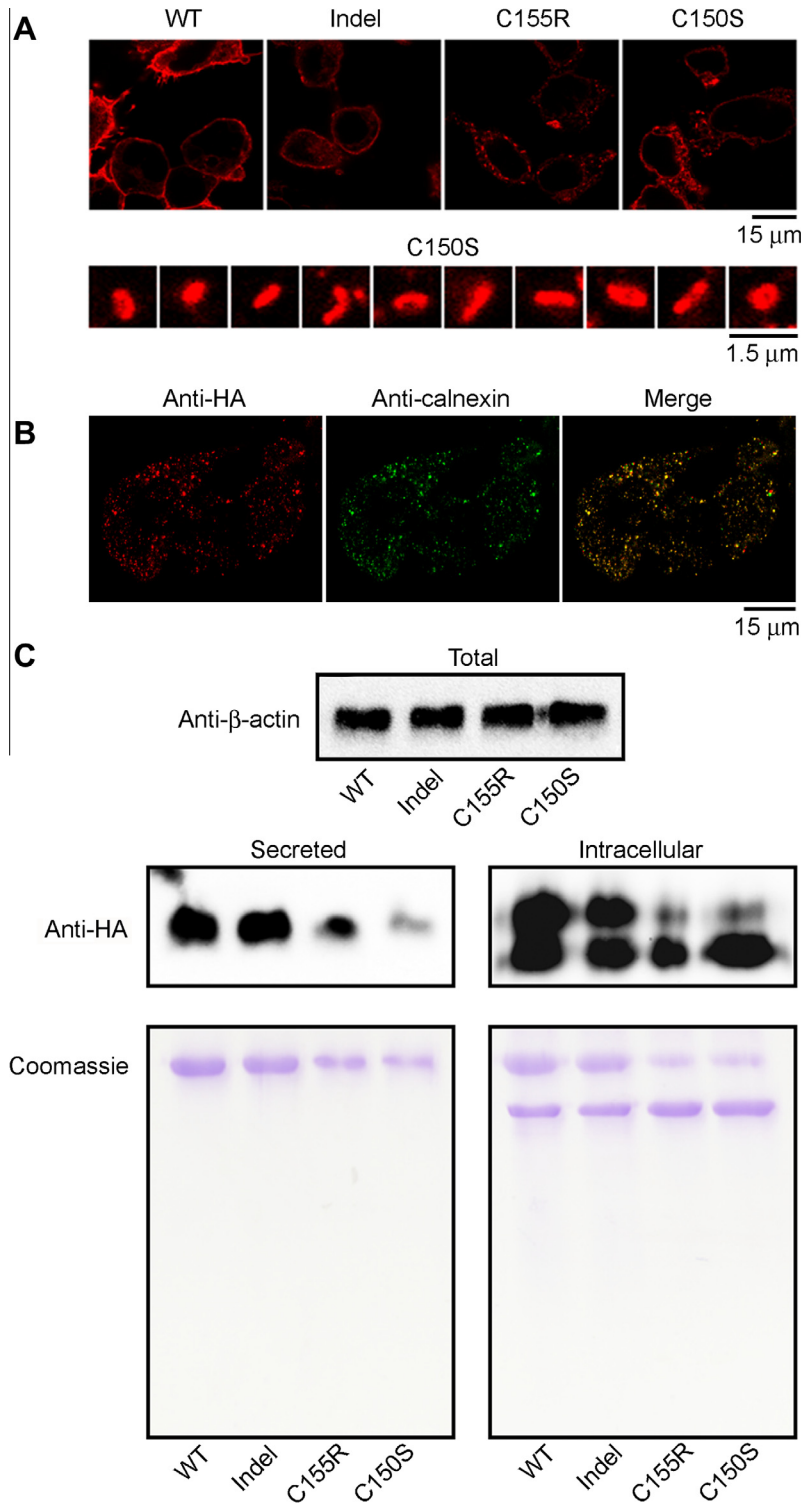 A
WT Indel C155R C150S
15 μm
C150S
1.5 μm
B
Anti-HA Anti-calnexin Merge
15 μm
C
Total
Anti-β-actin
WT Indel C155R C150S
Secreted Intracellular
Anti-HA
Coomassie
WT Indel C155R C150S WT Indel C155R C150S